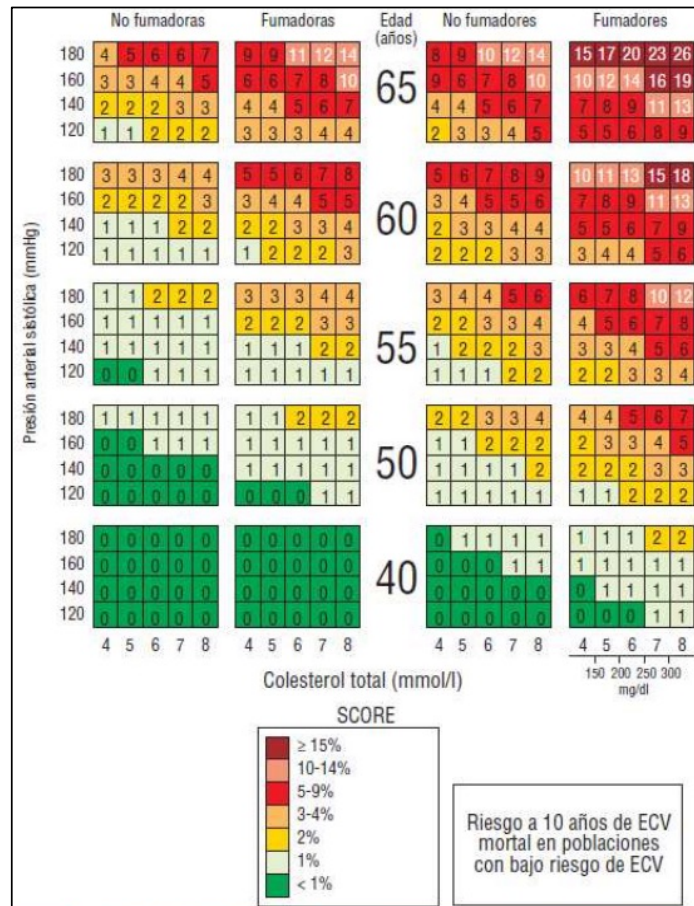 No fumadoras Fumadoras Edad (años) No fumadores Fumadores
Presión arterial sistólica (mmHg)
180 4 5 6 6 7 9 9 11 12 14 65 8 9 10 12 14 15 17 20 23 26
160 3 3 4 4 5 6 6 7 8 10 9 6 7 8 10 10 12 14 16 19
140 2 2 2 3 3 4 4 5 6 7 4 4 5 6 7 7 8 9 11 13
120 1 1 2 2 2 3 3 3 4 4 2 3 3 4 5 5 5 6 8 9
180 3 3 3 4 4 5 5 6 7 8 60 5 6 7 8 9 10 11 13 15 18
160 2 2 2 2 3 3 4 4 5 5 3 4 5 5 6 7 8 9 11 13
140 1 1 1 2 2 2 2 3 3 4 2 3 3 4 4 5 5 6 7 9
120 1 1 1 1 1 1 2 2 2 3 2 2 2 3 3 3 4 4 5 6
180 1 1 2 2 2 3 3 3 4 4 55 3 4 4 5 6 6 7 8 10 12
160 1 1 1 1 1 2 2 2 3 3 2 2 3 3 4 4 5 6 7 8
140 1 1 1 1 1 1 1 1 2 2 1 2 2 2 3 3 3 4 5 6
120 0 0 1 1 1 1 1 1 1 1 1 1 1 2 2 2 2 3 3 4
180 1 1 1 1 1 1 1 2 2 2 50 2 2 3 3 4 4 4 5 6 7
160 0 0 1 1 1 1 1 1 1 1 1 1 2 2 2 2 3 3 4 5
140 0 0 0 0 0 1 1 1 1 1 1 1 1 1 2 2 2 2 3 3
120 0 0 0 0 0 0 0 0 1 1 1 1 1 1 1 1 1 2 2 2
180 0 0 0 0 0 0 0 0 0 0 40 0 1 1 1 1 1 1 1 2 2
160 0 0 0 0 0 0 0 0 0 0 0 0 0 1 1 1 1 1 1 1
140 0 0 0 0 0 0 0 0 0 0 0 0 0 0 0 0 1 1 1 1
120 0 0 0 0 0 0 0 0 0 0 0 0 0 0 0 0 0 0 1 1
4 5 6 7 8 4 5 6 7 8 4 5 6 7 8 4 5 6 7 8
150 200 250 300
mg/dl
Colesterol total (mmol/l)
SCORE
≥ 15%
10-14%
5-9%
3-4%
2%
1%
< 1%
Riesgo a 10 años de ECV
mortal en poblaciones
con bajo riesgo de ECV